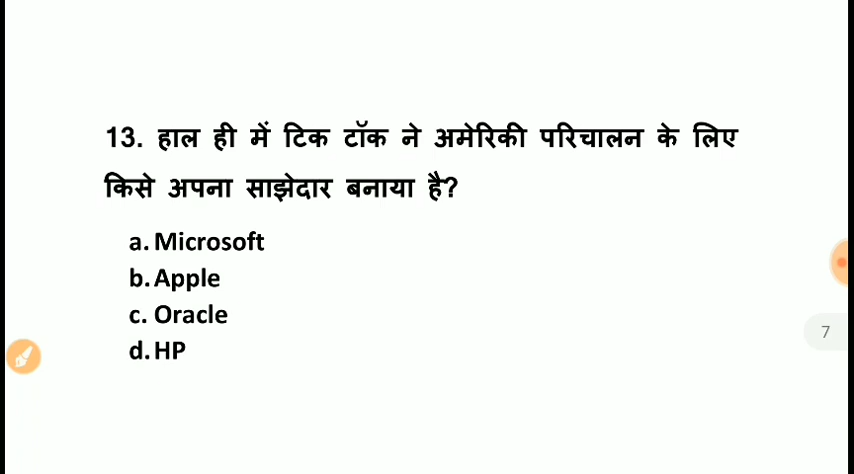 13. हाल ही में टिक टॉक ने अमेरिकी परिचालन के लिए
किसे अपना साझेदार बनाया है?
a. Microsoft
b. Apple
c. Oracle
d. HP
7